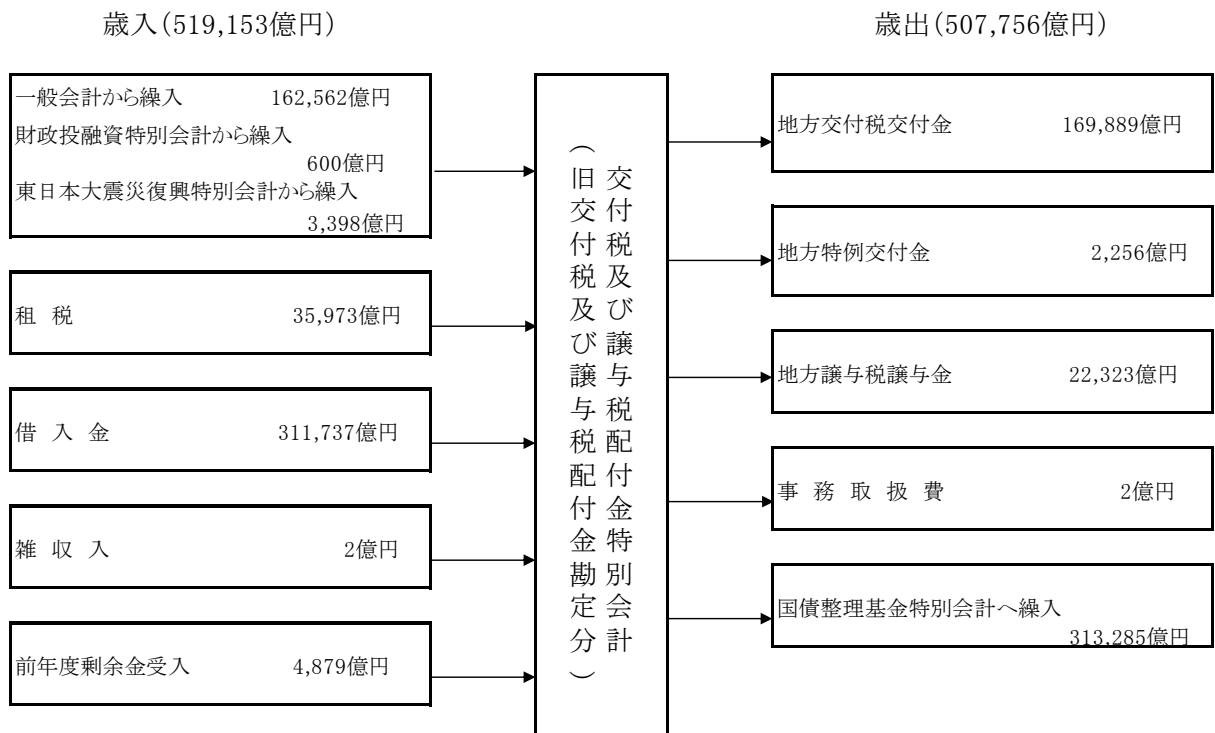 歳入（519,153億円）
歳出（507,756億円）
一般会計から繰入 162,562億円
財政投融資特別会計から繰入
600億円
東日本大震災復興特別会計から繰入
3,398億円
租 税 35,973億円
借 入 金 311,737億円
雑 収 入 2億円
前年度剰余金受入 4,879億円
交付税及び譲与税配付金特別会計
（旧交付税及び譲与税配付金勘定分）
地方交付税交付金 169,889億円
地方特例交付金 2,256億円
地方譲与税譲与金 22,323億円
事 務 取 扱 費 2億円
国債整理基金特別会計へ繰入
313,285億円